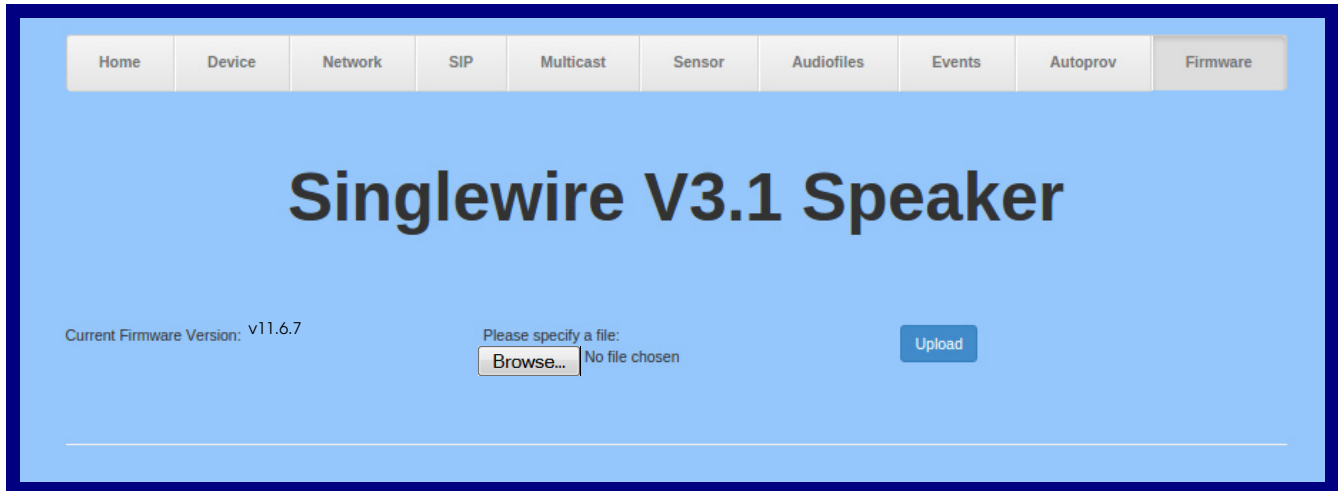 Home Device Network SIP Multicast Sensor Audiofiles Events Autoprov Firmware
Singlewire V3.1 Speaker
Current Firmware Version: v11.6.7
Please specify a file:
Browse... No file chosen
Upload